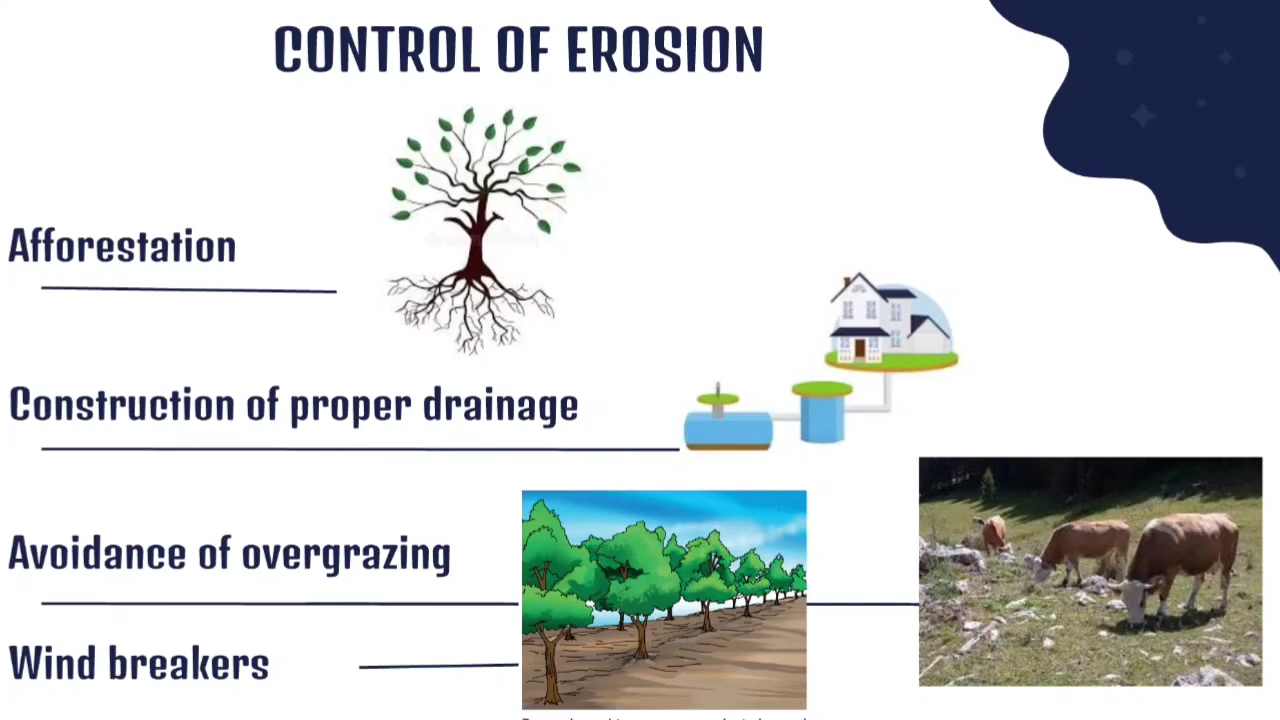 CONTROL OF EROSION
Afforestation
Construction of proper drainage
Avoidance of overgrazing
Wind breakers